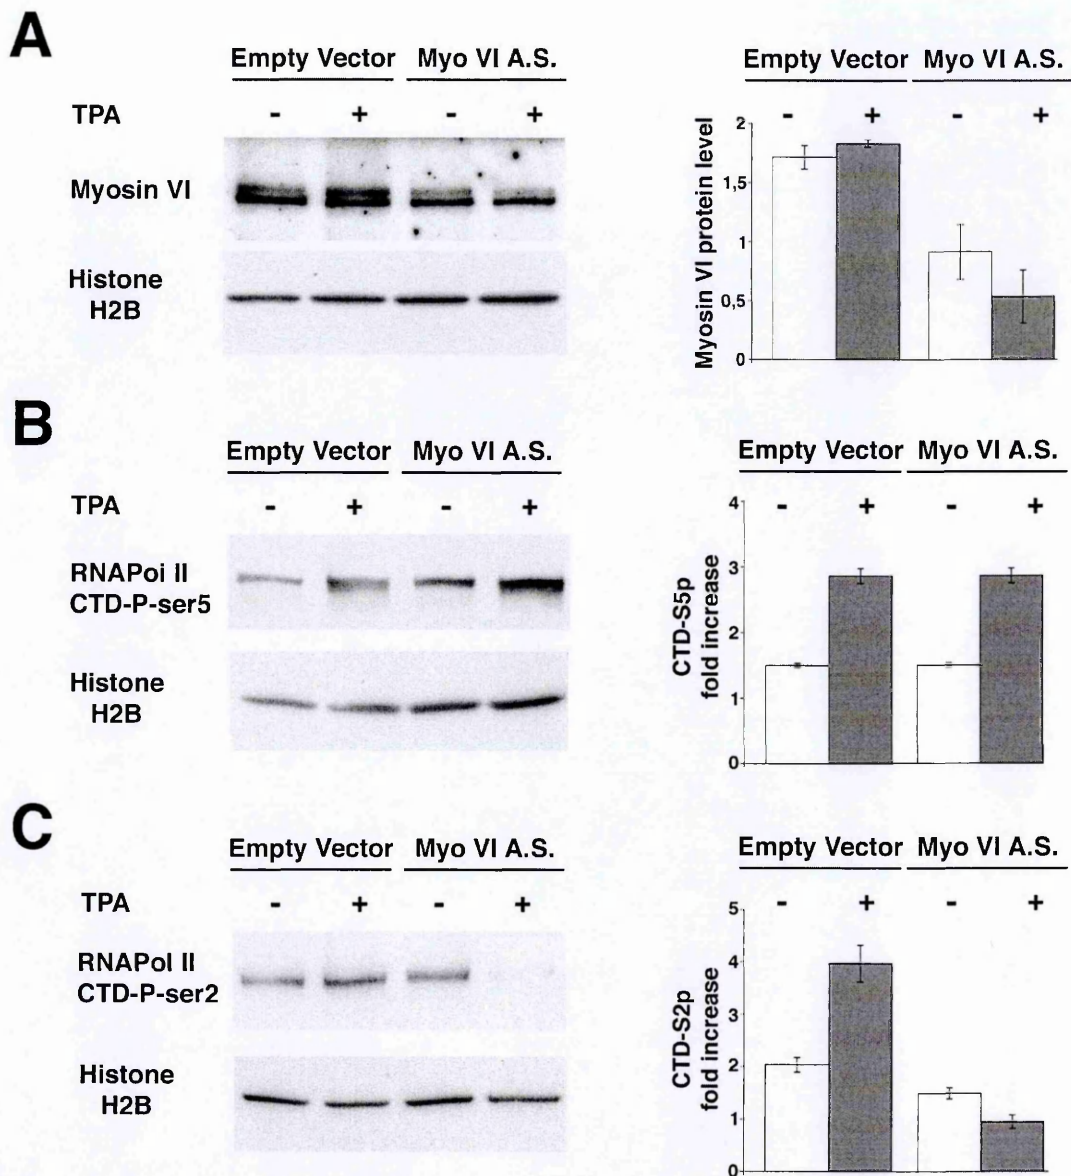 A
Empty Vector Myo VI A.S.
TPA - + - +
Myosin VI
Histone
H2B
Empty Vector Myo VI A.S.
- + - +
Myosin VI protein level
2
1,5
1
0,5
0
B
Empty Vector Myo VI A.S.
TPA - + - +
RNAPoi II
CTD-P-ser5
Histone
H2B
Empty Vector Myo VI A.S.
- + - +
CTD-S5p
fold increase
4
3
2
1
0
C
Empty Vector Myo VI A.S.
TPA - + - +
RNAPol II
CTD-P-ser2
Histone
H2B
Empty Vector Myo VI A.S.
- + - +
CTD-S2p
fold increase
5
4
3
2
1
0